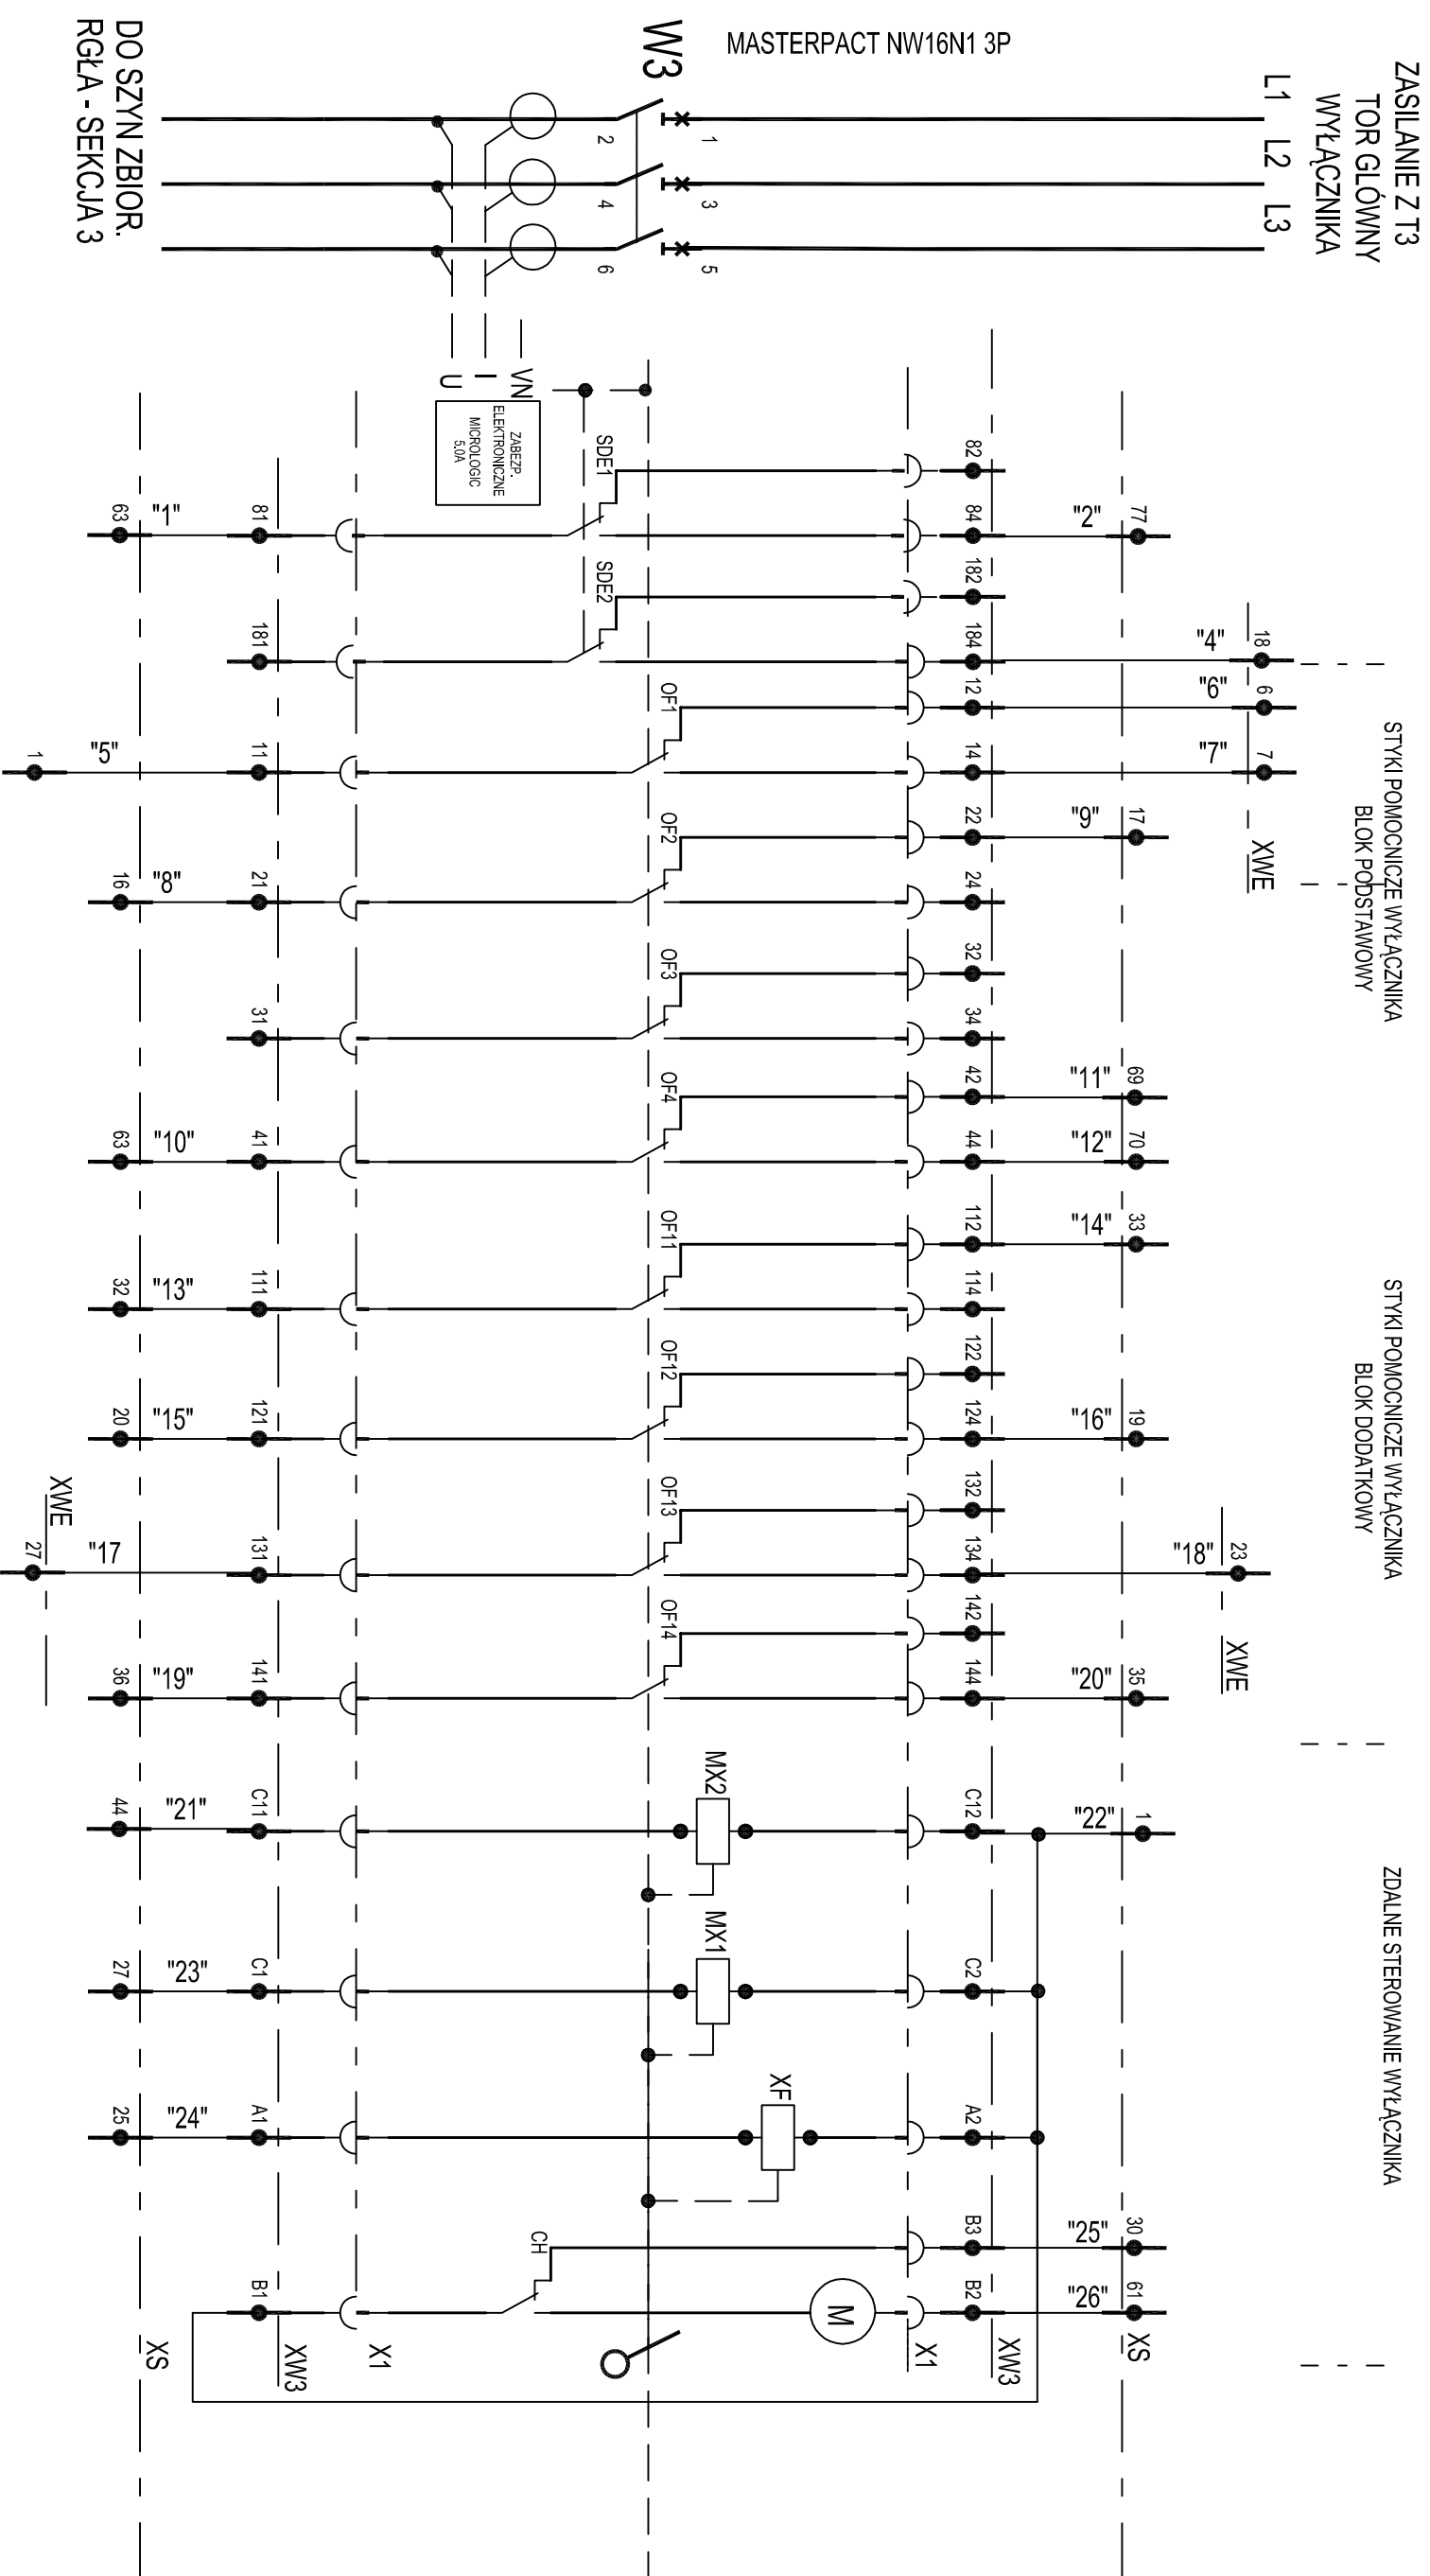 ZASILANIE Z T3
TOR GLÓWNY
WYŁĄCZNIKA
L1
L2
L3
MASTERPACT NW16N1 3P
W3
1
3
5
2
4
6
DO SZYN ZBIOR.
RGŁA - SEKCJA 3
VN
I
U
ZABEZP.
ELEKTRONICZNE
MICROLOGIC
5.0A
STYKI POMOCNICZE WYŁĄCZNIKA
BLOK PODSTAWOWY
STYKI POMOCNICZE WYŁĄCZNIKA
BLOK DODATKOWY
ZDALNE STEROWANIE WYŁĄCZNIKA
SDE1
82
84
"2"
77
81
"1"
63
SDE2
182
184
"4"
18
181
OF1
12
"6"
6
14
"7"
7
XWE
11
"5"
1
OF2
22
"9"
17
24
21
"8"
16
OF3
32
34
31
OF4
42
"11"
69
44
"12"
70
41
"10"
63
OF11
112
"14"
33
114
111
"13"
32
OF12
122
124
"16"
19
121
"15"
20
OF13
132
134
"18"
23
XWE
131
"17
27
XWE
OF14
142
144
"20"
35
141
"19"
36
MX2
C12
"22"
1
C11
"21"
44
MX1
C2
C1
"23"
27
XF
A2
A1
"24"
25
CH
B3
"25"
30
M
B2
"26"
61
B1
XS
XW3
X1
X1
XW3
XS